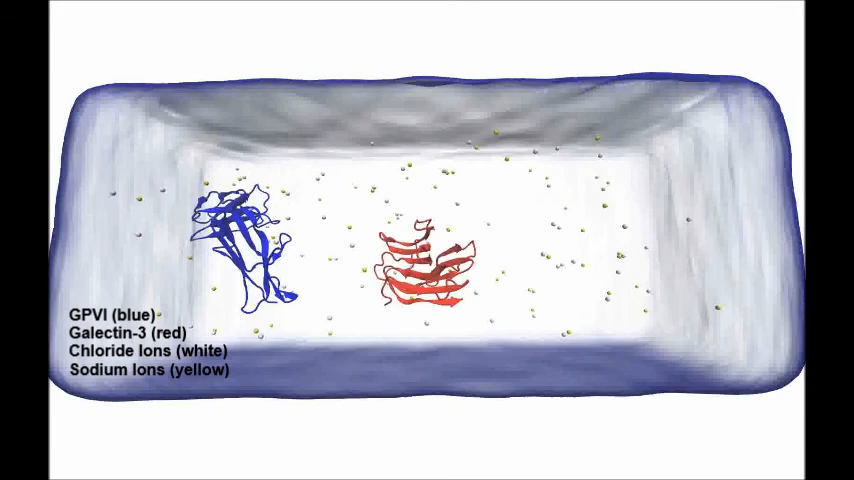 GPVI (blue)
Galectin-3 (red)
Chloride Ions (white)
Sodium Ions (yellow)